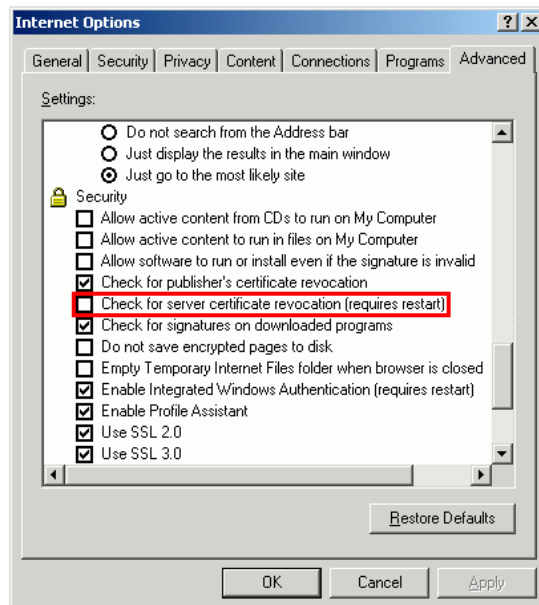 Internet Options
General Security Privacy Content Connections Programs Advanced
Settings:
Do not search from the Address bar
Just display the results in the main window
Just go to the most likely site
Security
Allow active content from CDs to run on My Computer
Allow active content to run in files on My Computer
Allow software to run or install even if the signature is invalid
Check for publisher's certificate revocation
Check for server certificate revocation (requires restart)
Check for signatures on downloaded programs
Do not save encrypted pages to disk
Empty Temporary Internet Files folder when browser is closed
Enable Integrated Windows Authentication (requires restart)
Enable Profile Assistant
Use SSL 2.0
Use SSL 3.0
Restore Defaults
OK Cancel Apply